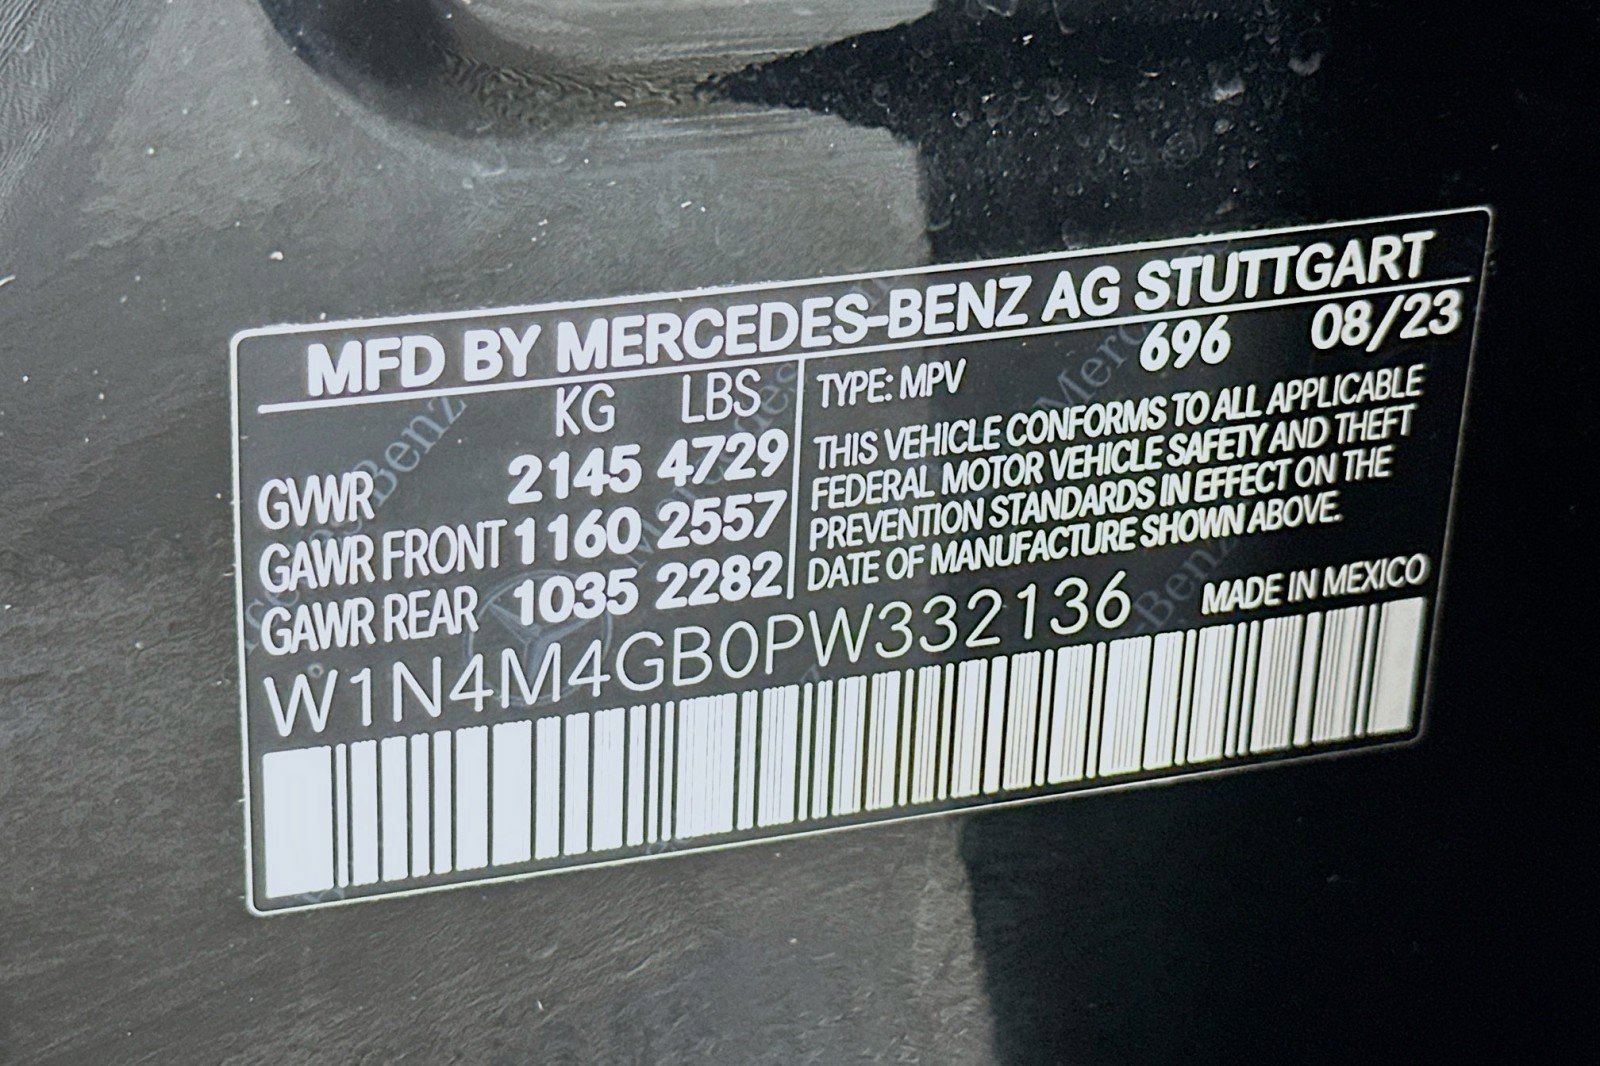 MFD BY MERCEDES-BENZ AG STUTTGART
KG LBS
GVWR 2145 4729
GAWR FRONT 1160 2557
GAWR REAR 1035 2282
TYPE: MPV 696 08/23
THIS VEHICLE CONFORMS TO ALL APPLICABLE
FEDERAL MOTOR VEHICLE SAFETY AND THEFT
PREVENTION STANDARDS IN EFFECT ON THE
DATE OF MANUFACTURE SHOWN ABOVE.
W1N4M4GB0PW332136 MADE IN MEXICO